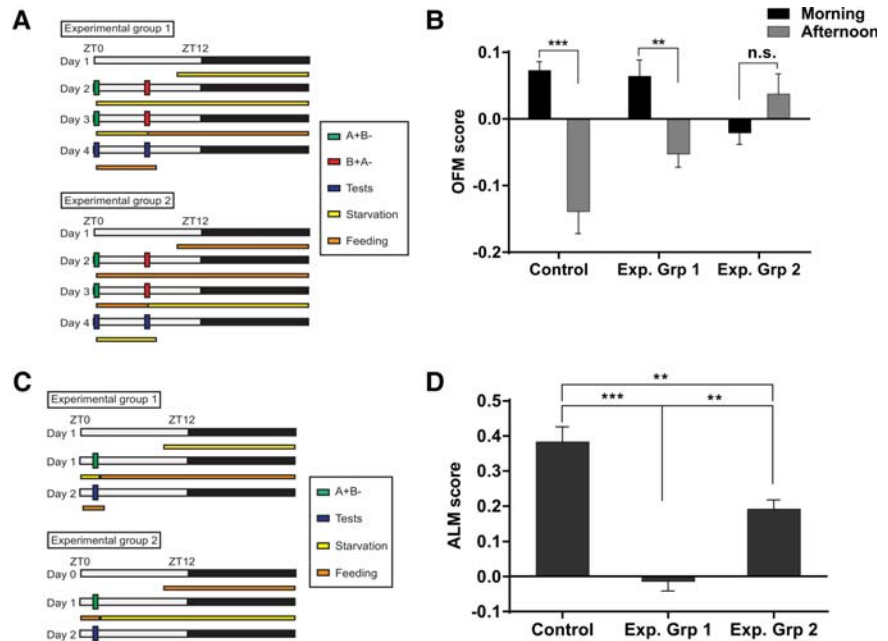 A
Experimental group 1
ZT0 ZT12
Day 1
Day 2
Day 3
Day 4
Experimental group 2
ZT0 ZT12
Day 1
Day 2
Day 3
Day 4
A+B-
B+A-
Tests
Starvation
Feeding
B
Morning
Afternoon
*** ** n.s.
0.1
0.0
-0.1
-0.2
OFM score
Control Exp. Grp 1 Exp. Grp 2
C
Experimental group 1
ZT0 ZT12
Day 1
Day 1
Day 2
Experimental group 2
ZT0 ZT12
Day 0
Day 1
Day 2
A+B-
Tests
Starvation
Feeding
D
**
*** **
0.5
0.4
0.3
0.2
0.1
0.0
-0.1
ALM score
Control Exp. Grp 1 Exp. Grp 2